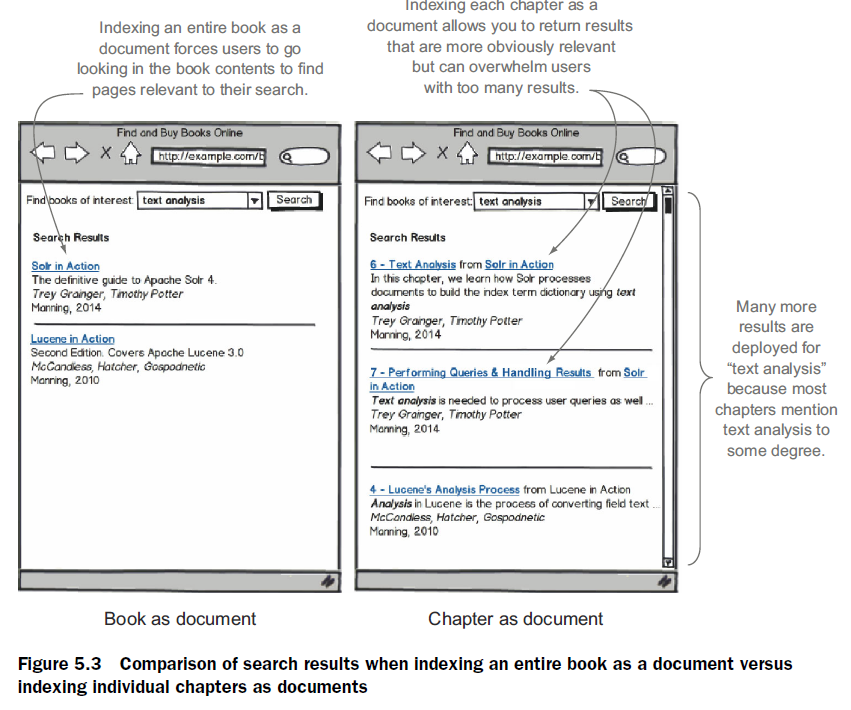 Indexing an entire book as a
document forces users to go
looking in the book contents to find
pages relevant to their search.
Indexing each chapter as a
document allows you to return results
that are more obviously relevant
but can overwhelm users
with too many results.
Find and Buy Books Online
http://example.com/b
Find books of interest: text analysis Search
Search Results
Solr in Action
The definitive guide to Apache Solr 4.
Trey Grainger, Timothy Potter
Manning, 2014
Lucene in Action
Second Edition. Covers Apache Lucene 3.0
McCandless, Hatcher, Gospodnetic
Manning, 2010
Book as document
Find and Buy Books Online
http://example.com/b
Find books of interest: text analysis Search
Search Results
6 - Text Analysis from Solr in Action
In this chapter, we learn how Solr processes
documents to build the index term dictionary using text
analysis
Trey Grainger, Timothy Potter
Manning, 2014
7 - Performing Queries & Handling Results from Solr
in Action
Text analysis is needed to process user queries as well ...
Trey Grainger, Timothy Potter
Manning, 2014
4 - Lucene's Analysis Process from Lucene in Action
Analysis in Lucene is the process of converting field text ...
McCandless, Hatcher, Gospodnetic
Manning, 2010
Chapter as document
Many more
results are
deployed for
“text analysis”
because most
chapters mention
text analysis to
some degree.
Figure 5.3 Comparison of search results when indexing an entire book as a document versus
indexing individual chapters as documents